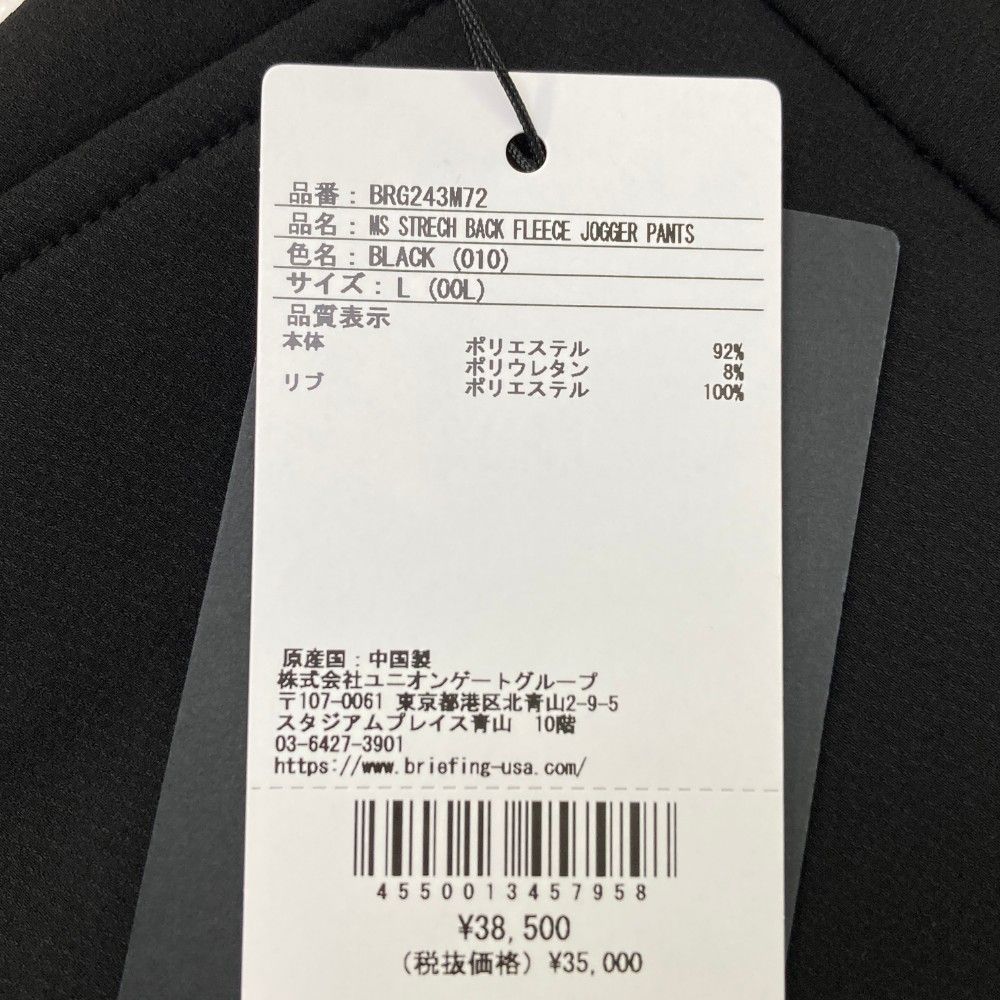 品番：BRG243M72
品名：MS STRECH BACK FLEECE JOGGER PANTS
色名：BLACK (010)
サイズ：L (00L)
品質表示
本体 ポリエステル 92%
ポリウレタン 8%
リブ ポリエステル 100%
原産国：中国製
株式会社ユニオンゲートグループ
〒107-0061 東京都港区北青山2-9-5
スタジアムプレイス青山 10階
03-6427-3901
https://www.briefing-usa.com/
4550013457958
¥38,500
(税抜価格) ¥35,000